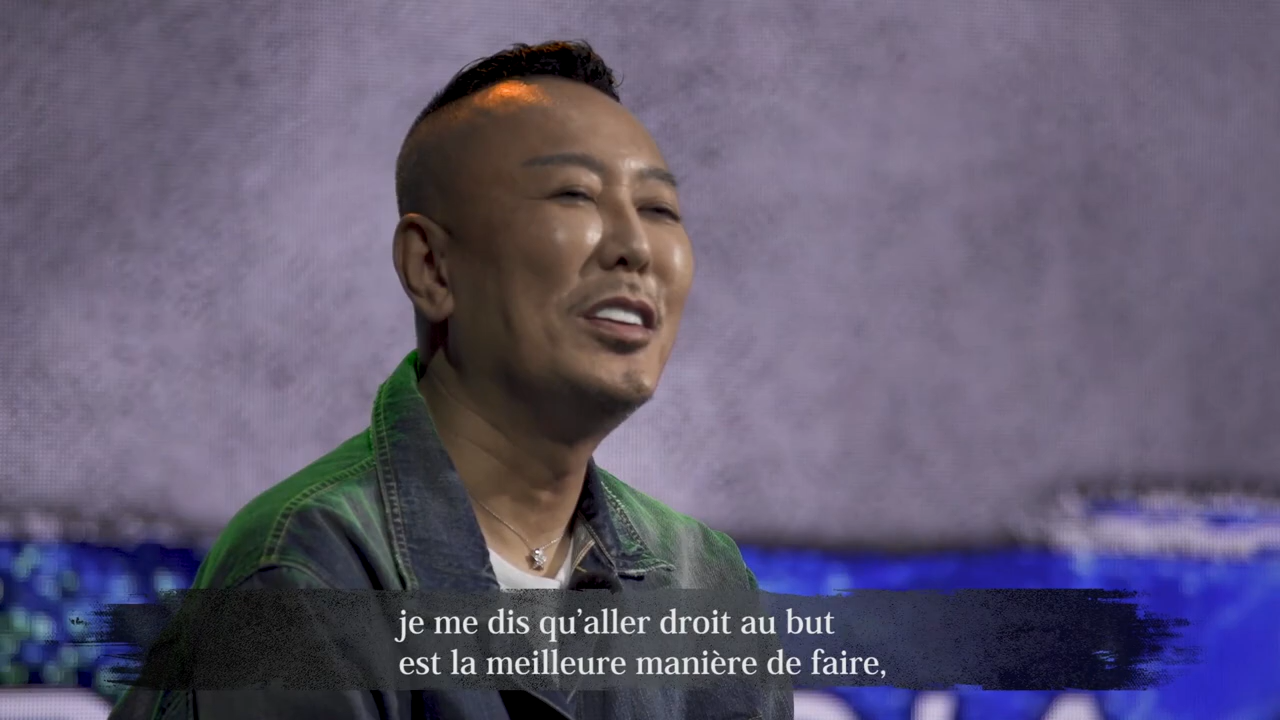 je me dis qu’aller droit au but
est la meilleure manière de faire,